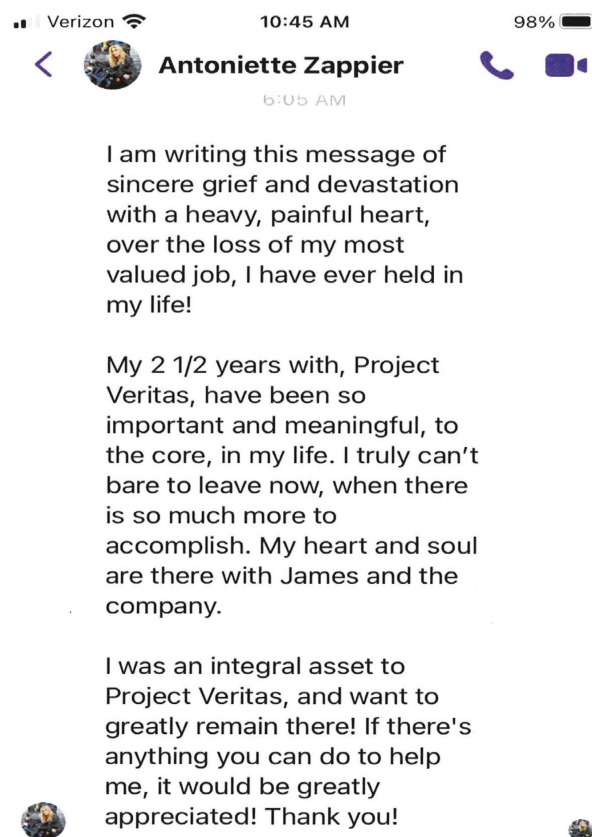 Verizon 10:45 AM 98%
Antoniette Zappier
6:05 AM
I am writing this message of
sincere grief and devastation
with a heavy, painful heart,
over the loss of my most
valued job, I have ever held in
my life!
My 2 1/2 years with, Project
Veritas, have been so
important and meaningful, to
the core, in my life. I truly can’t
bare to leave now, when there
is so much more to
accomplish. My heart and soul
are there with James and the
company.
I was an integral asset to
Project Veritas, and want to
greatly remain there! If there's
anything you can do to help
me, it would be greatly
appreciated! Thank you!